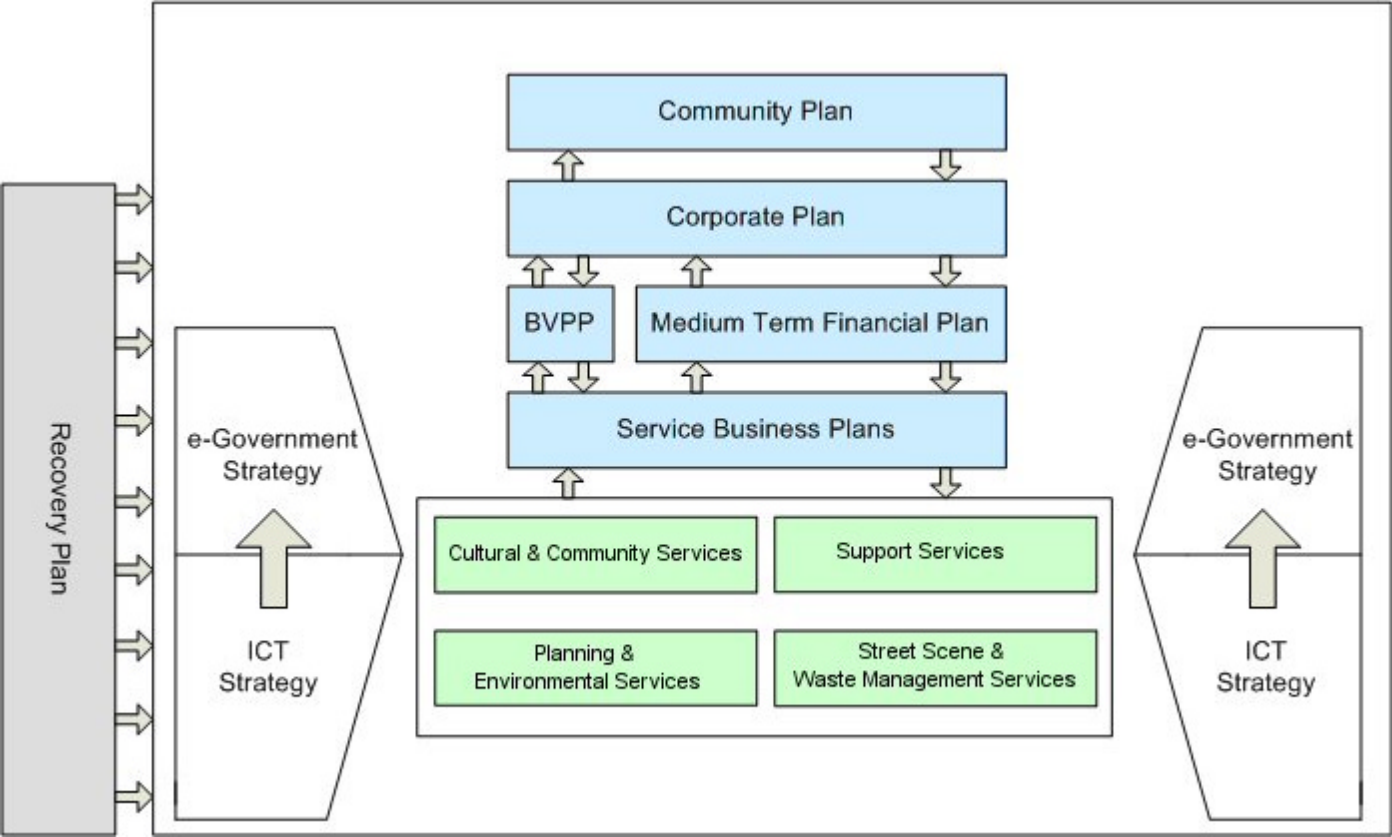 Community Plan
Corporate Plan
BVPP
Medium Term Financial Plan
Service Business Plans
Recovery Plan
e-Government
Strategy
ICT
Strategy
Cultural & Community Services
Support Services
Planning &
Environmental Services
Street Scene &
Waste Management Services
e-Government
Strategy
ICT
Strategy